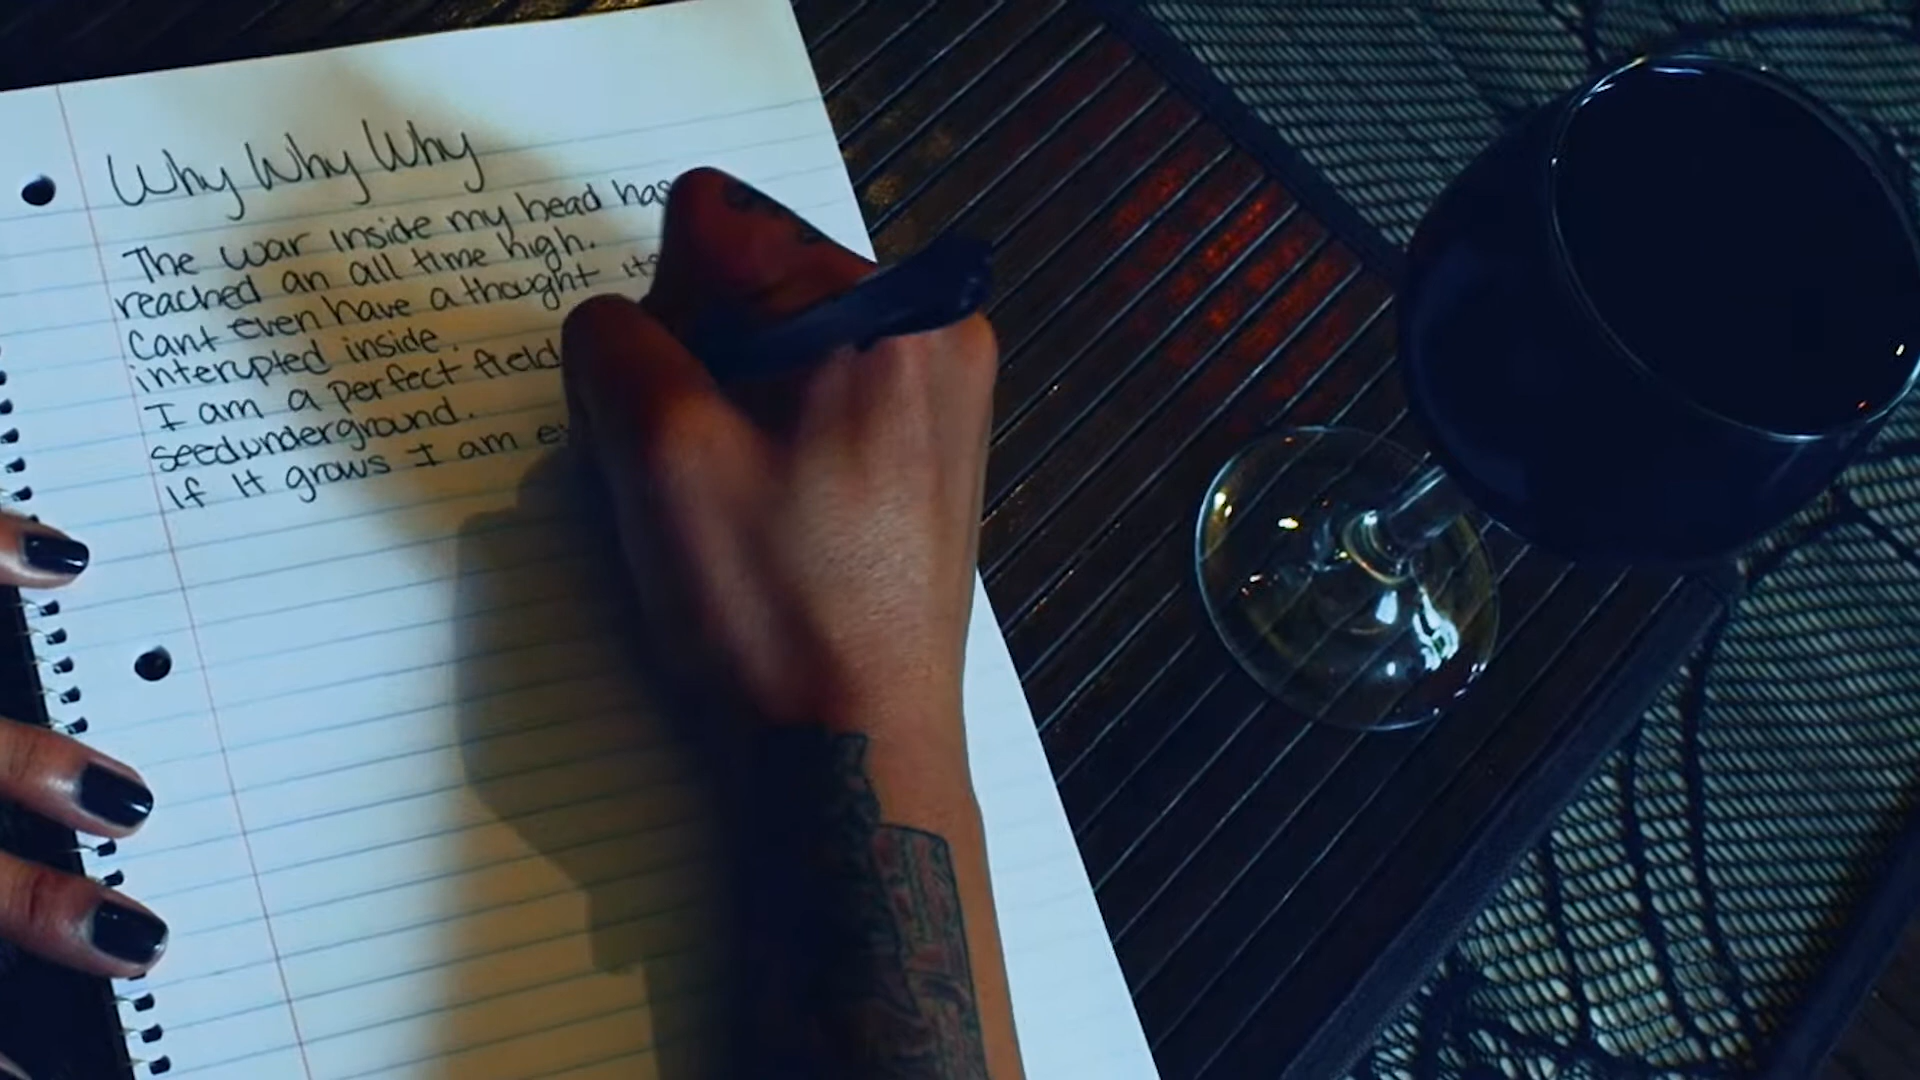 Why Why Why
The war inside my head has
reached an all time high.
Cant even have a thought its
interupted inside.
I am a perfect field
seedunderground.
If It grows I am